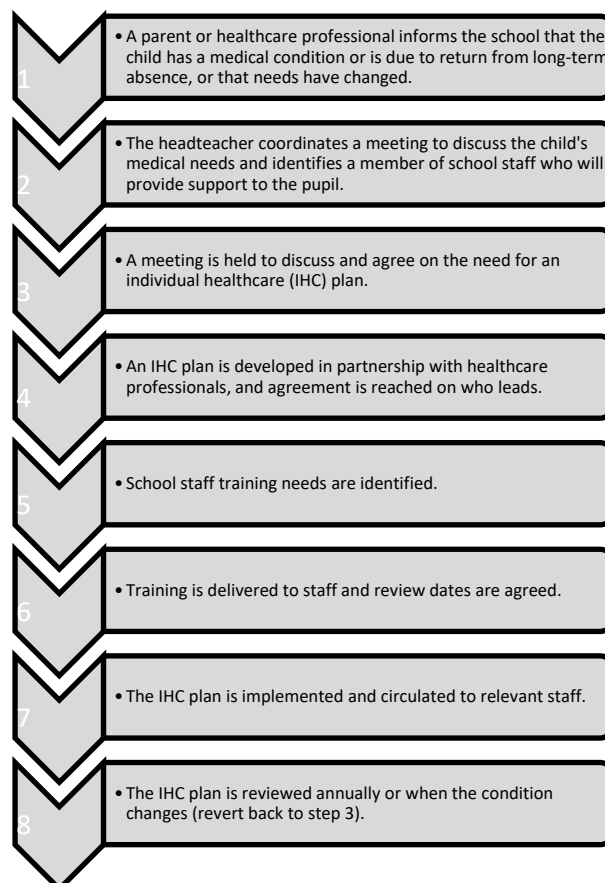 1
• A parent or healthcare professional informs the school that the
child has a medical condition or is due to return from long-term
absence, or that needs have changed.
2
• The headteacher coordinates a meeting to discuss the child's
medical needs and identifies a member of school staff who will
provide support to the pupil.
3
• A meeting is held to discuss and agree on the need for an
individual healthcare (IHC) plan.
4
• An IHC plan is developed in partnership with healthcare
professionals, and agreement is reached on who leads.
5
• School staff training needs are identified.
6
• Training is delivered to staff and review dates are agreed.
7
• The IHC plan is implemented and circulated to relevant staff.
8
• The IHC plan is reviewed annually or when the condition
changes (revert back to step 3).